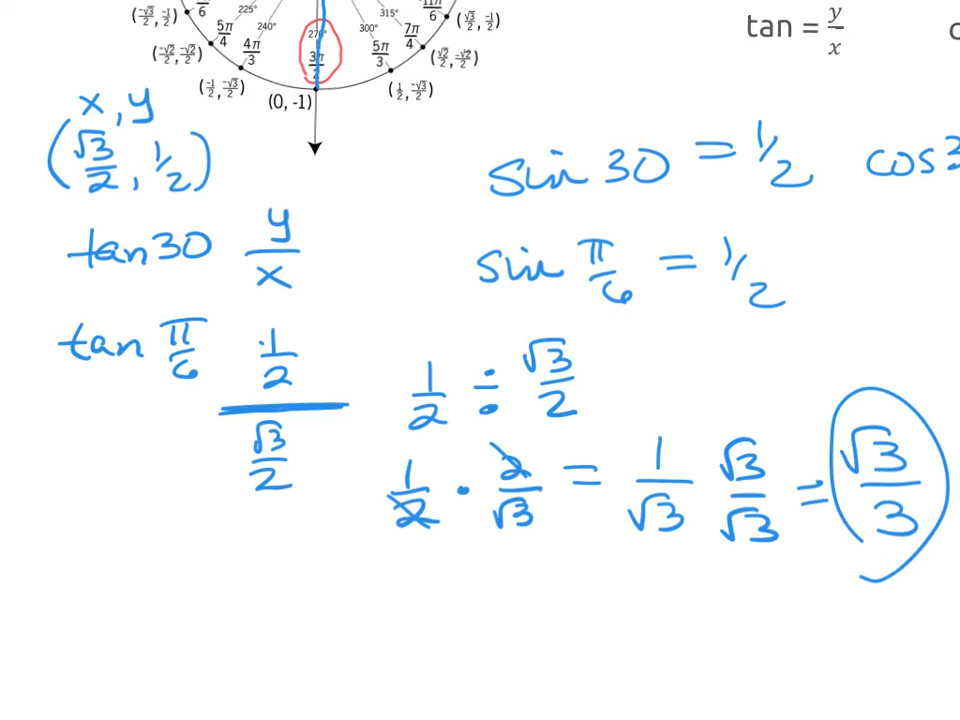 (-√3/2, -1/2) π/6 225° 315° 11π/6 (√3/2, -1/2)
5π/4 240° 270° 300° 7π/4
(-√2/2, -√2/2) 4π/3 3π/2 5π/3 (√2/2, -√2/2)
(-1/2, -√3/2) (0, -1) (1/2, -√3/2)
tan = y/x
x, y
(√3/2, 1/2)
sin 30 = 1/2 cos 3
tan 30 y/x
sin π/6 = 1/2
tan π/6 1/2 / √3/2
1/2 ÷ √3/2
1/2 · 2/√3 = 1/√3 √3/√3 = √3/3